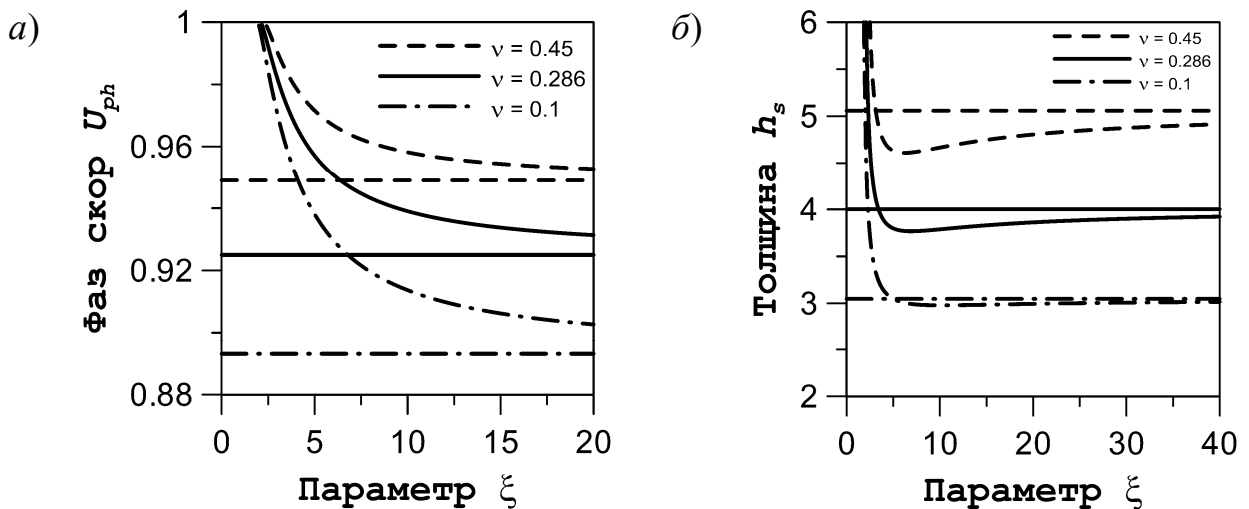 а)
Фаз скор U_ph
1
0.96
0.92
0.88
0 5 10 15 20
Параметр ξ
ν = 0.45
ν = 0.286
ν = 0.1
б)
Толщина h_s
6
5
4
3
2
0 10 20 30 40
Параметр ξ
ν = 0.45
ν = 0.286
ν = 0.1